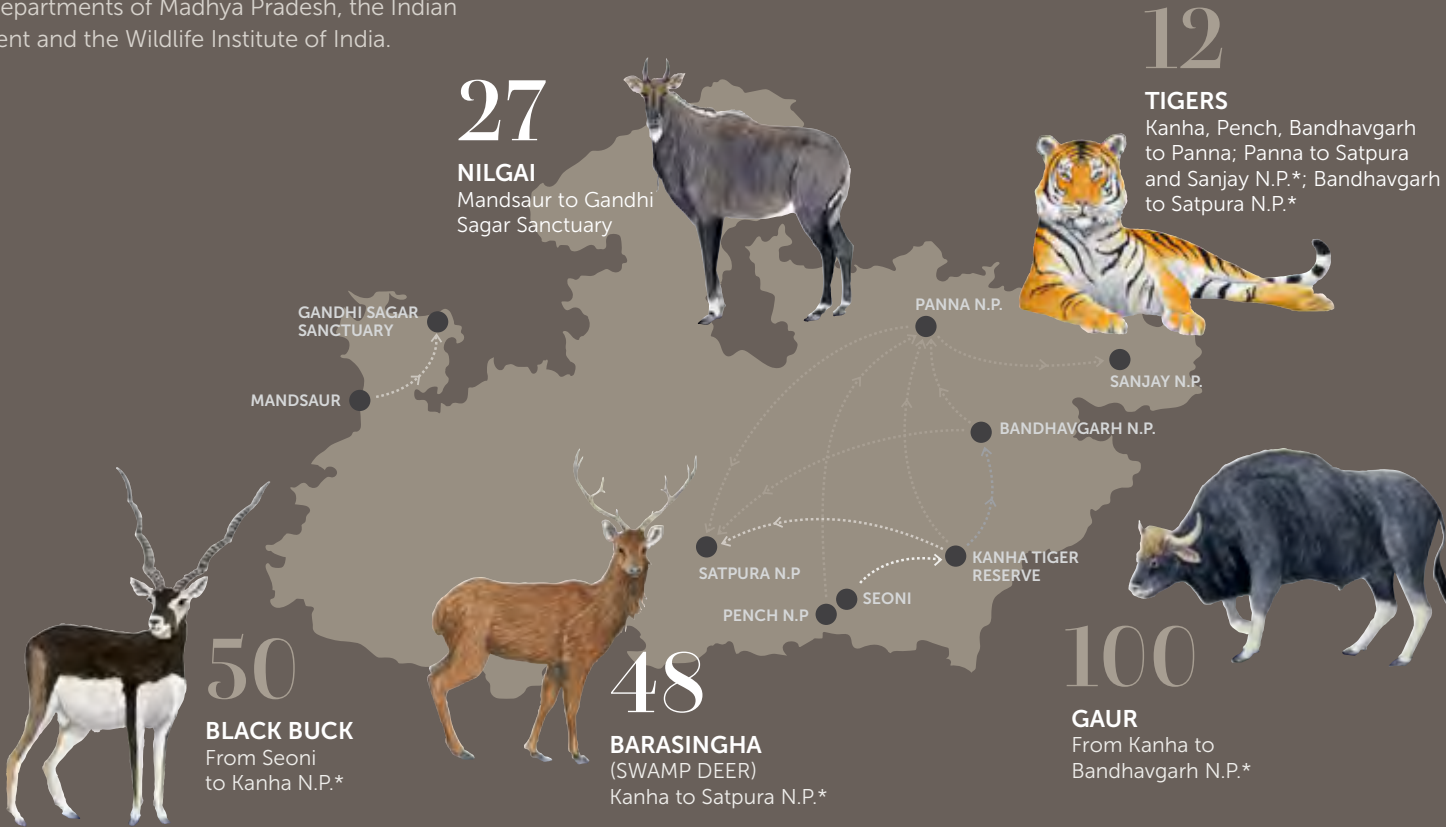 epartments of Madhya Pradesh, the Indian
ent and the Wildlife Institute of India.
27
NILGAI
Mandsaur to Gandhi
Sagar Sanctuary
12
TIGERS
Kanha, Pench, Bandhavgarh
to Panna; Panna to Satpura
and Sanjay N.P.*; Bandhavgarh
to Satpura N.P.*
GANDHI SAGAR
SANCTUARY
MANDSAUR
PANNA N.P.
SANJAY N.P.
BANDHAVGARH N.P.
SATPURA N.P
KANHA TIGER
RESERVE
SEONI
PENCH N.P
50
BLACK BUCK
From Seoni
to Kanha N.P.*
48
BARASINGHA
(SWAMP DEER)
Kanha to Satpura N.P.*
100
GAUR
From Kanha to
Bandhavgarh N.P.*